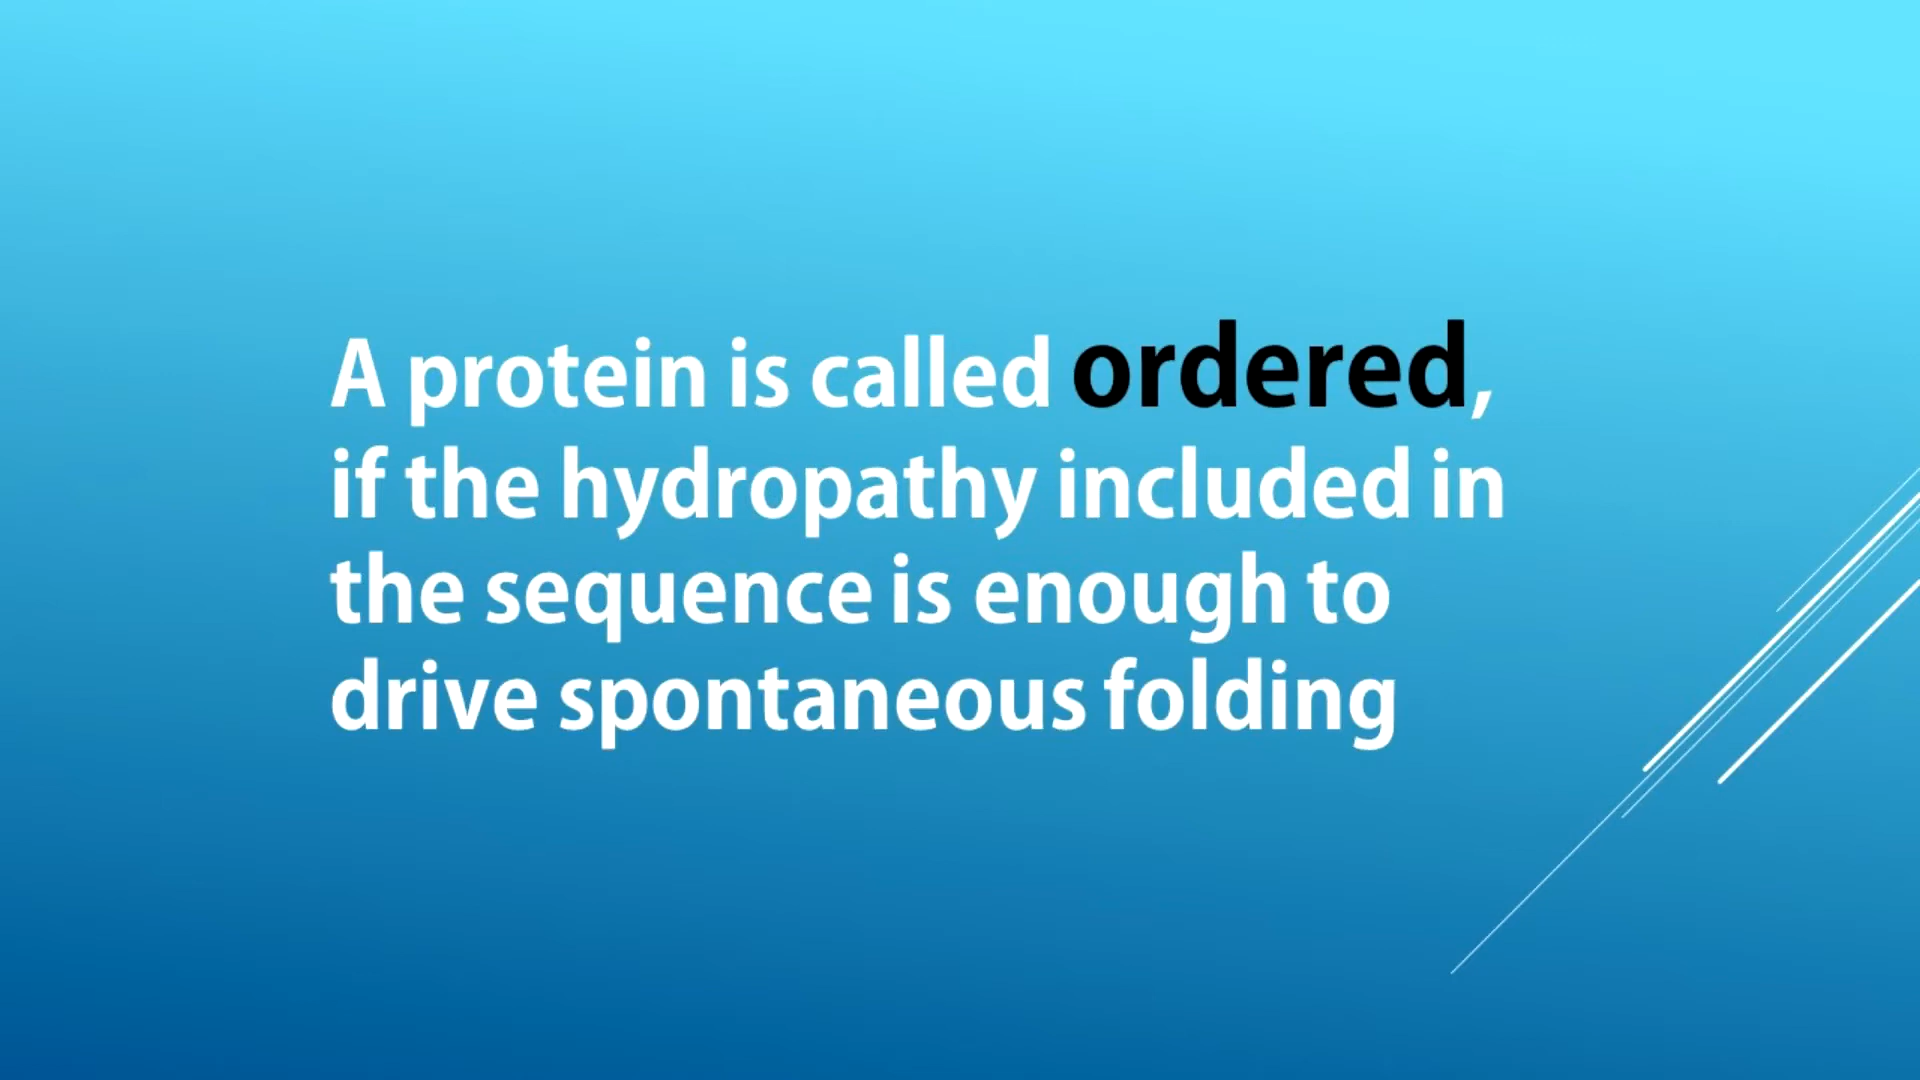 A protein is called ordered,
if the hydropathy included in
the sequence is enough to
drive spontaneous folding